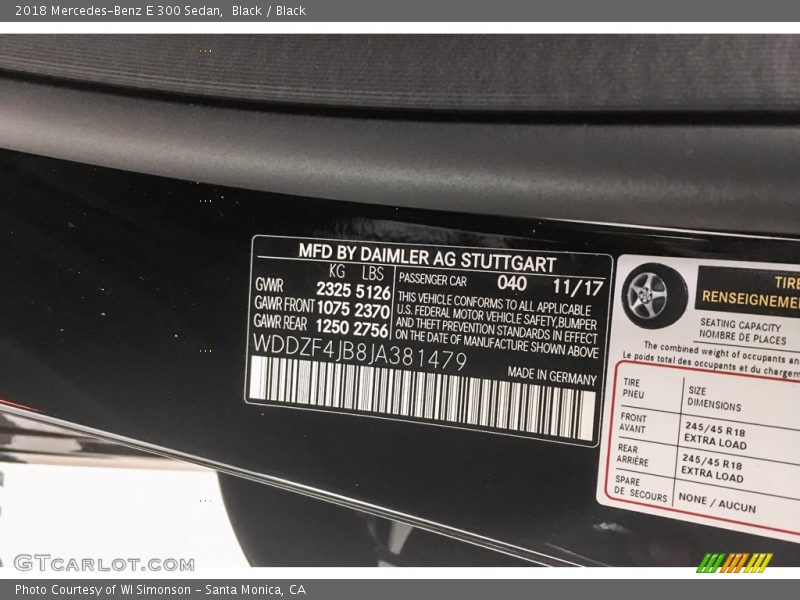 2018 Mercedes-Benz E 300 Sedan, Black / Black
MFD BY DAIMLER AG STUTTGART
KG LBS
GWR 2325 5126
GAWR FRONT 1075 2370
GAWR REAR 1250 2756
PASSENGER CAR 040 11/17
THIS VEHICLE CONFORMS TO ALL APPLICABLE
U.S. FEDERAL MOTOR VEHICLE SAFETY, BUMPER
AND THEFT PREVENTION STANDARDS IN EFFECT
ON THE DATE OF MANUFACTURE SHOWN ABOVE
WDDZF4JB8JA381479
MADE IN GERMANY
TIRE
RENSEIGNEME
SEATING CAPACITY
NOMBRE DE PLACES
The combined weight of occupants an
Le poids total des occupants et du chargem
TIRE
PNEU
SIZE
DIMENSIONS
FRONT
AVANT
245/45 R18
EXTRA LOAD
REAR
ARRIÈRE
245/45 R18
EXTRA LOAD
SPARE
DE SECOURS
NONE / AUCUN
GTCARLOT.COM
Photo Courtesy of WI Simonson - Santa Monica, CA